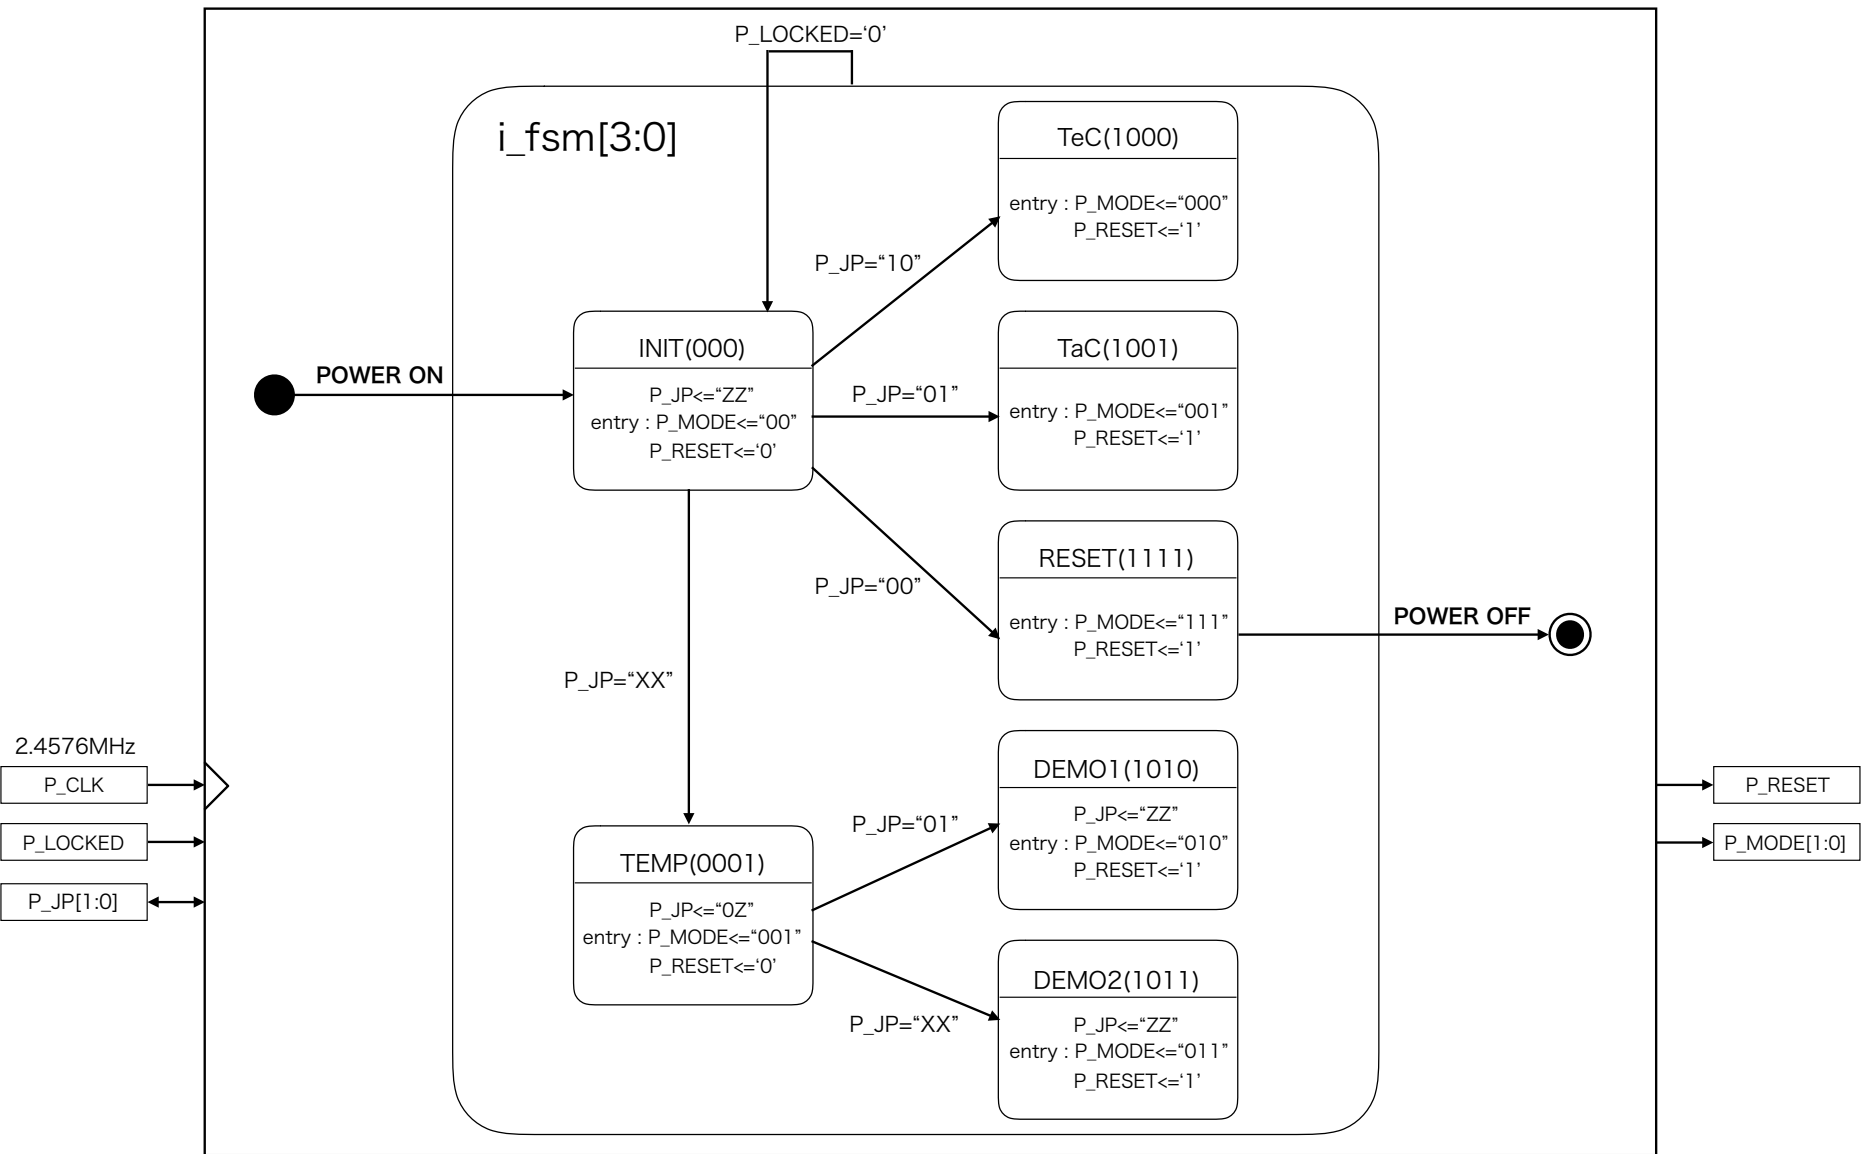 P_LOCKED=‘0’
i_fsm[3:0]
TeC(1000)
entry : P_MODE<=“000”
P_RESET<=‘1’
P_JP=“10”
INIT(000)
P_JP<=“ZZ”
entry : P_MODE<=“00”
P_RESET<=‘0’
POWER ON
P_JP=“01”
TaC(1001)
entry : P_MODE<=“001”
P_RESET<=‘1’
P_JP=“00”
RESET(1111)
entry : P_MODE<=“111”
P_RESET<=‘1’
POWER OFF
P_JP=“XX”
2.4576MHz
P_CLK
P_LOCKED
P_JP[1:0]
TEMP(0001)
P_JP<=“0Z”
entry : P_MODE<=“001”
P_RESET<=‘0’
P_JP=“01”
DEMO1(1010)
P_JP<=“ZZ”
entry : P_MODE<=“010”
P_RESET<=‘1’
P_JP=“XX”
DEMO2(1011)
P_JP<=“ZZ”
entry : P_MODE<=“011”
P_RESET<=‘1’
P_RESET
P_MODE[1:0]